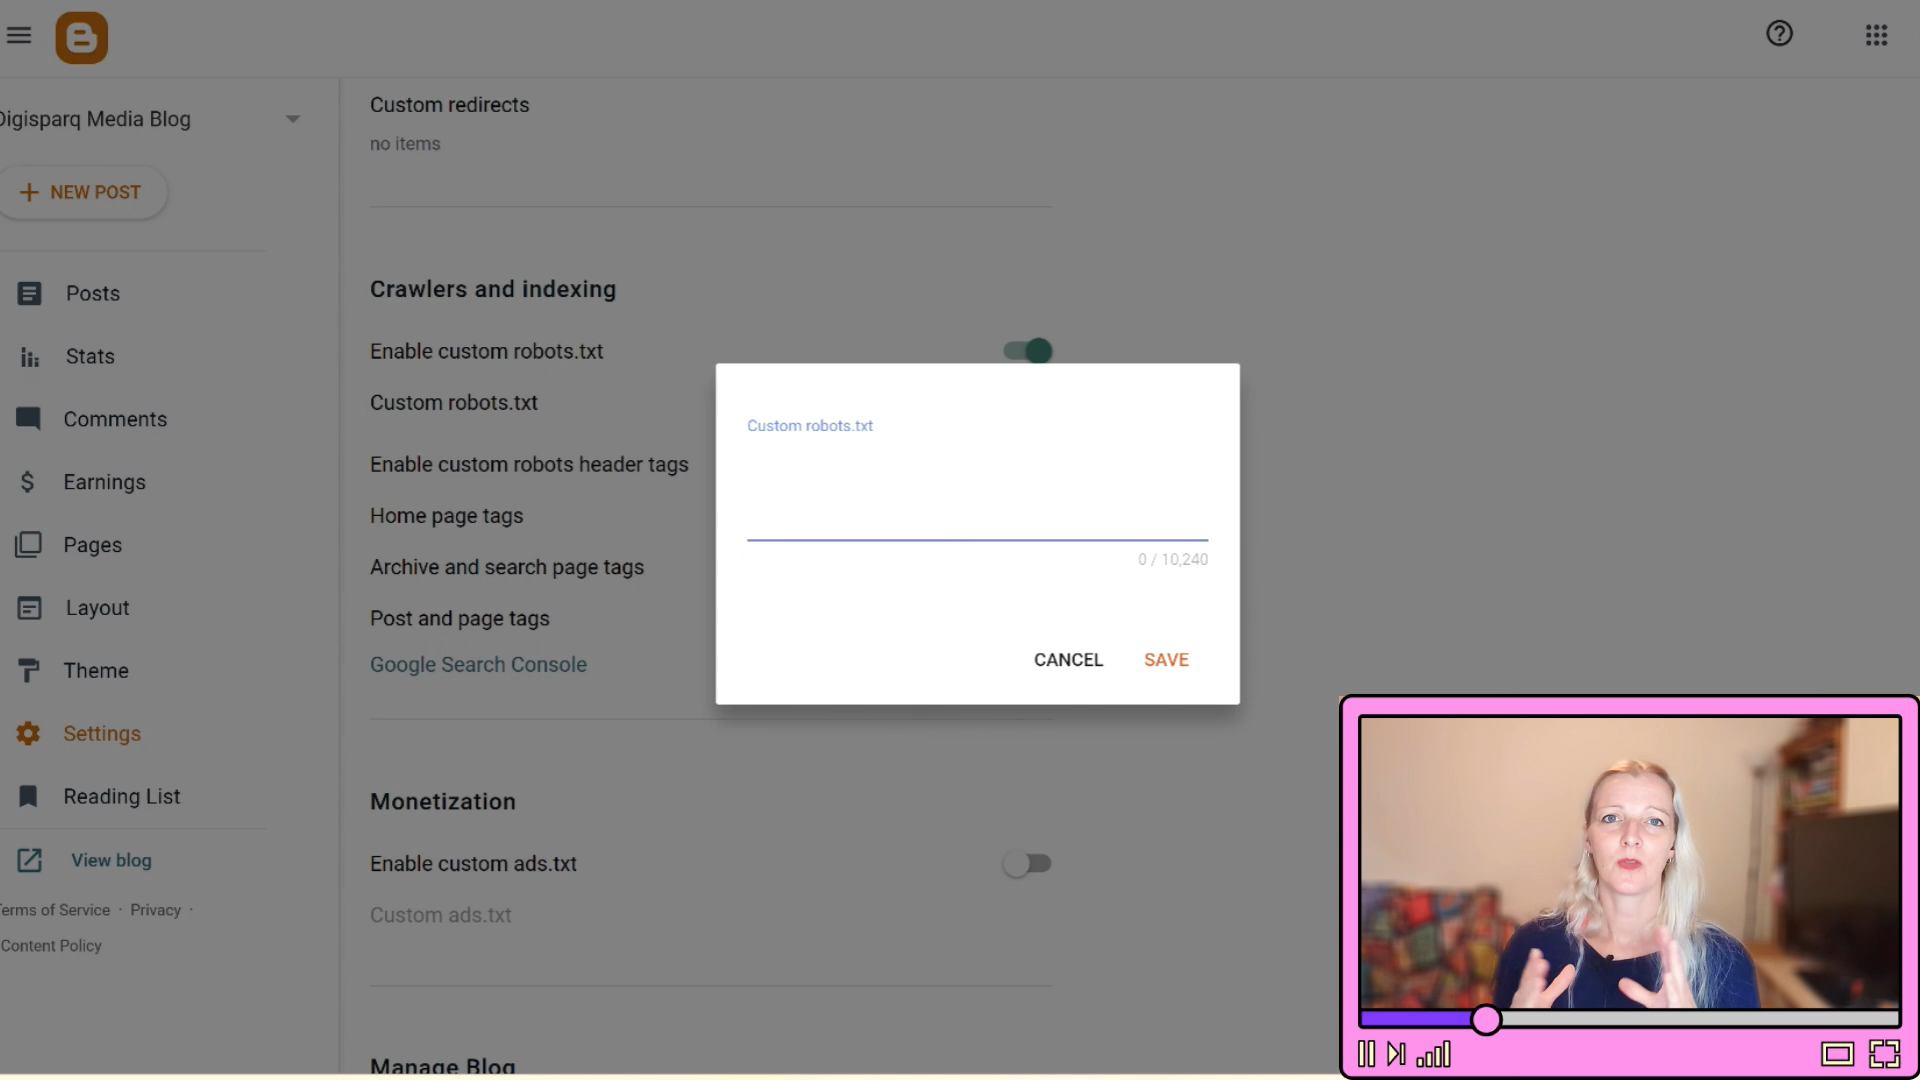 Digisparq Media Blog
NEW POST
Posts
Stats
Comments
Earnings
Pages
Layout
Theme
Settings
Reading List
View blog
Terms of Service · Privacy ·
Content Policy
Custom redirects
no items
Crawlers and indexing
Enable custom robots.txt
Custom robots.txt
Enable custom robots header tags
Home page tags
Archive and search page tags
Post and page tags
Google Search Console
Monetization
Enable custom ads.txt
Custom ads.txt
Manage Blog
Custom robots.txt
0 / 10,240
CANCEL SAVE